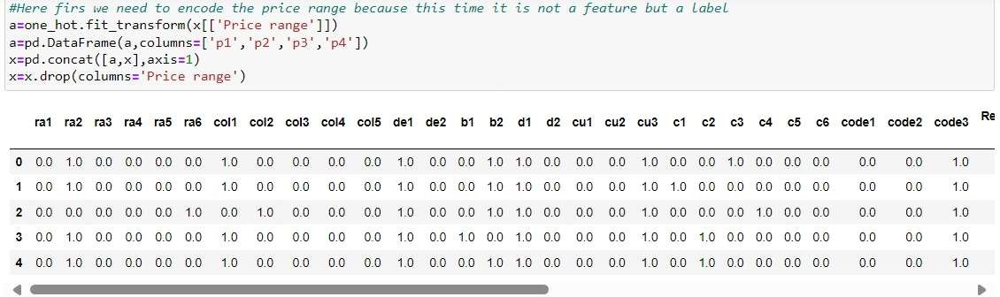 #Here firs we need to encode the price range because this time it is not a feature but a label
a=one_hot.fit_transform(x[['Price range']])
a=pd.DataFrame(a,columns=['p1','p2','p3','p4'])
x=pd.concat([a,x],axis=1)
x=x.drop(columns='Price range')
ra1 ra2 ra3 ra4 ra5 ra6 col1 col2 col3 col4 col5 de1 de2 b1 b2 d1 d2 cu1 cu2 cu3 c1 c2 c3 c4 c5 c6 code1 code2 code3 Re
0 0.0 1.0 0.0 0.0 0.0 0.0 1.0 0.0 0.0 0.0 0.0 1.0 0.0 0.0 1.0 1.0 0.0 0.0 0.0 1.0 0.0 0.0 1.0 0.0 0.0 0.0 0.0 0.0 1.0
1 0.0 1.0 0.0 0.0 0.0 0.0 1.0 0.0 0.0 0.0 0.0 1.0 0.0 0.0 1.0 1.0 0.0 0.0 0.0 1.0 1.0 0.0 0.0 0.0 0.0 0.0 0.0 0.0 1.0
2 0.0 0.0 0.0 0.0 0.0 1.0 0.0 1.0 0.0 0.0 0.0 1.0 0.0 0.0 1.0 1.0 0.0 0.0 0.0 1.0 0.0 0.0 0.0 1.0 0.0 0.0 0.0 0.0 1.0
3 0.0 1.0 0.0 0.0 0.0 0.0 1.0 0.0 0.0 0.0 0.0 1.0 0.0 1.0 0.0 1.0 0.0 0.0 0.0 1.0 0.0 1.0 0.0 0.0 0.0 0.0 0.0 0.0 1.0
4 0.0 1.0 0.0 0.0 0.0 0.0 1.0 0.0 0.0 0.0 0.0 1.0 0.0 0.0 1.0 1.0 0.0 0.0 0.0 1.0 0.0 1.0 0.0 0.0 0.0 0.0 0.0 0.0 1.0